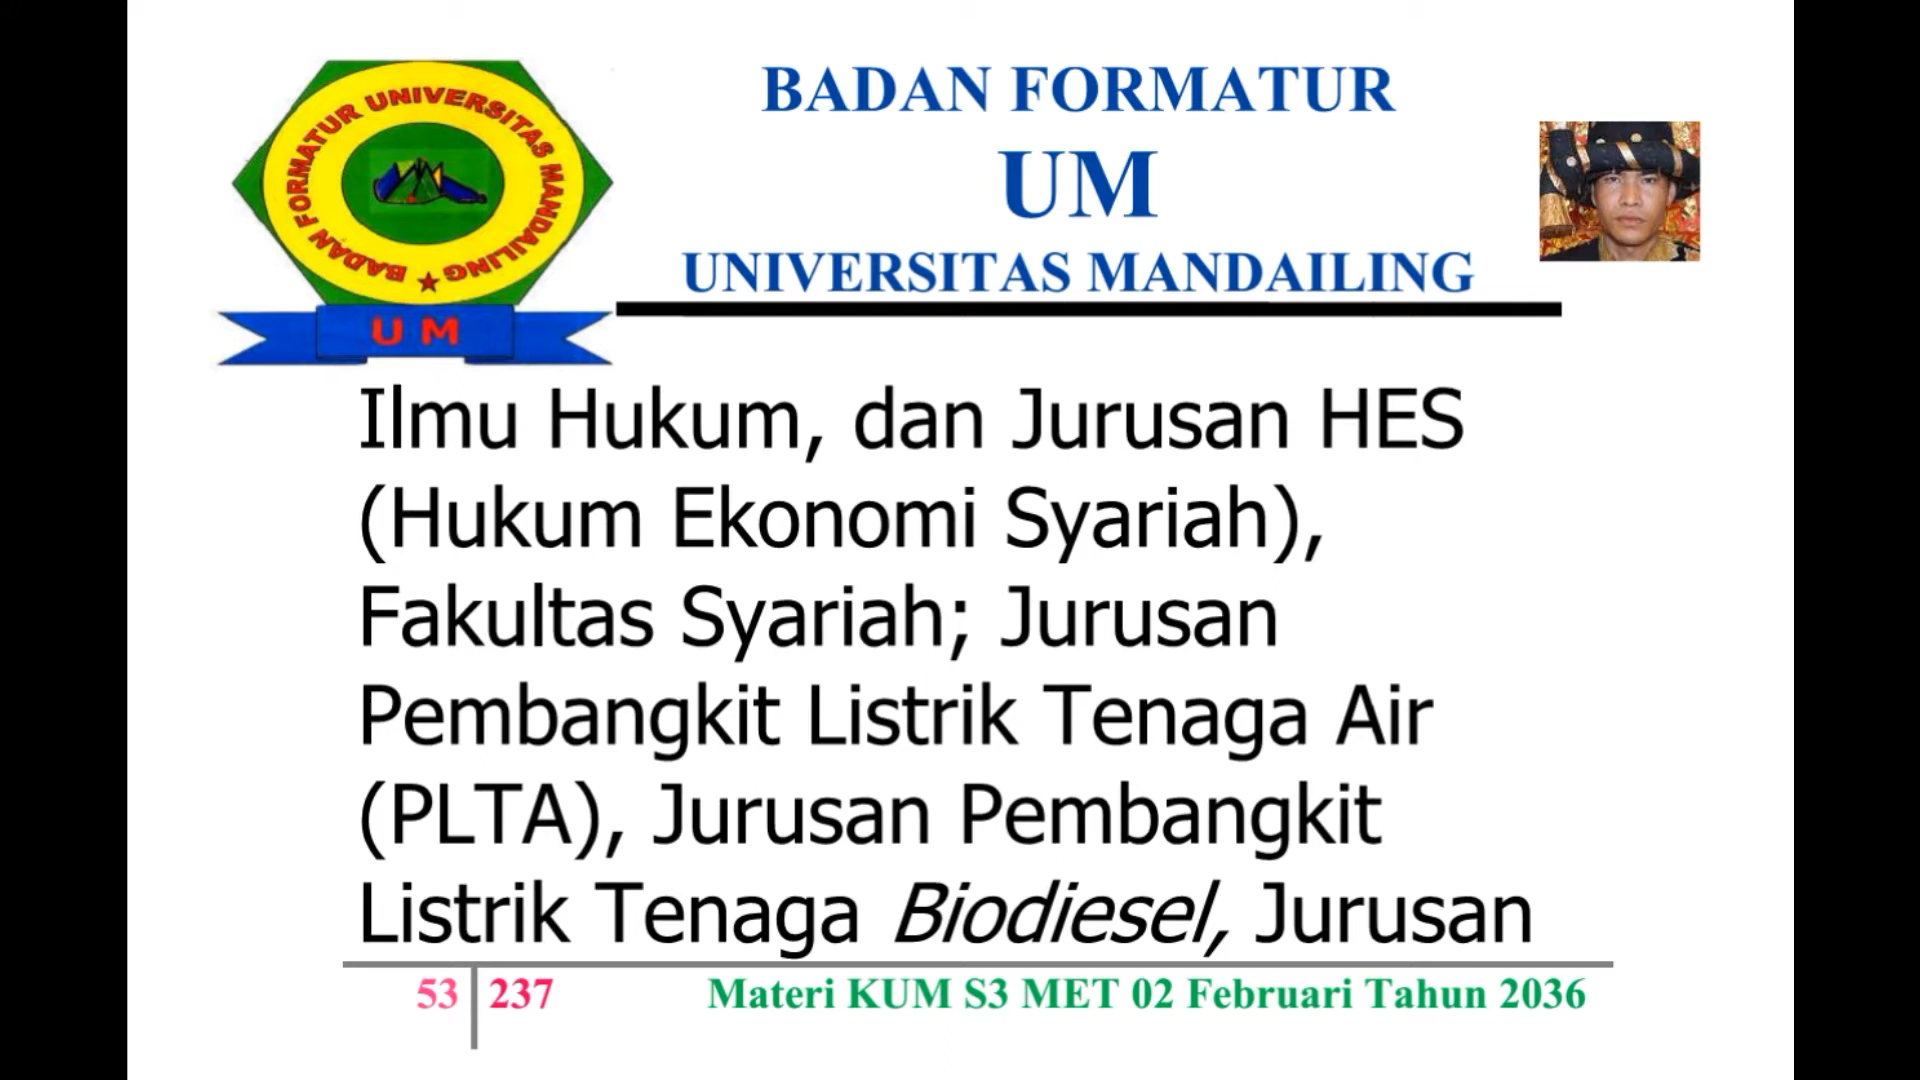 BADAN FORMATUR UNIVERSITAS MANDAILING
U M
BADAN FORMATUR
UM
UNIVERSITAS MANDAILING
Ilmu Hukum, dan Jurusan HES
(Hukum Ekonomi Syariah),
Fakultas Syariah; Jurusan
Pembangkit Listrik Tenaga Air
(PLTA), Jurusan Pembangkit
Listrik Tenaga Biodiesel, Jurusan
53 237 Materi KUM S3 MET 02 Februari Tahun 2036